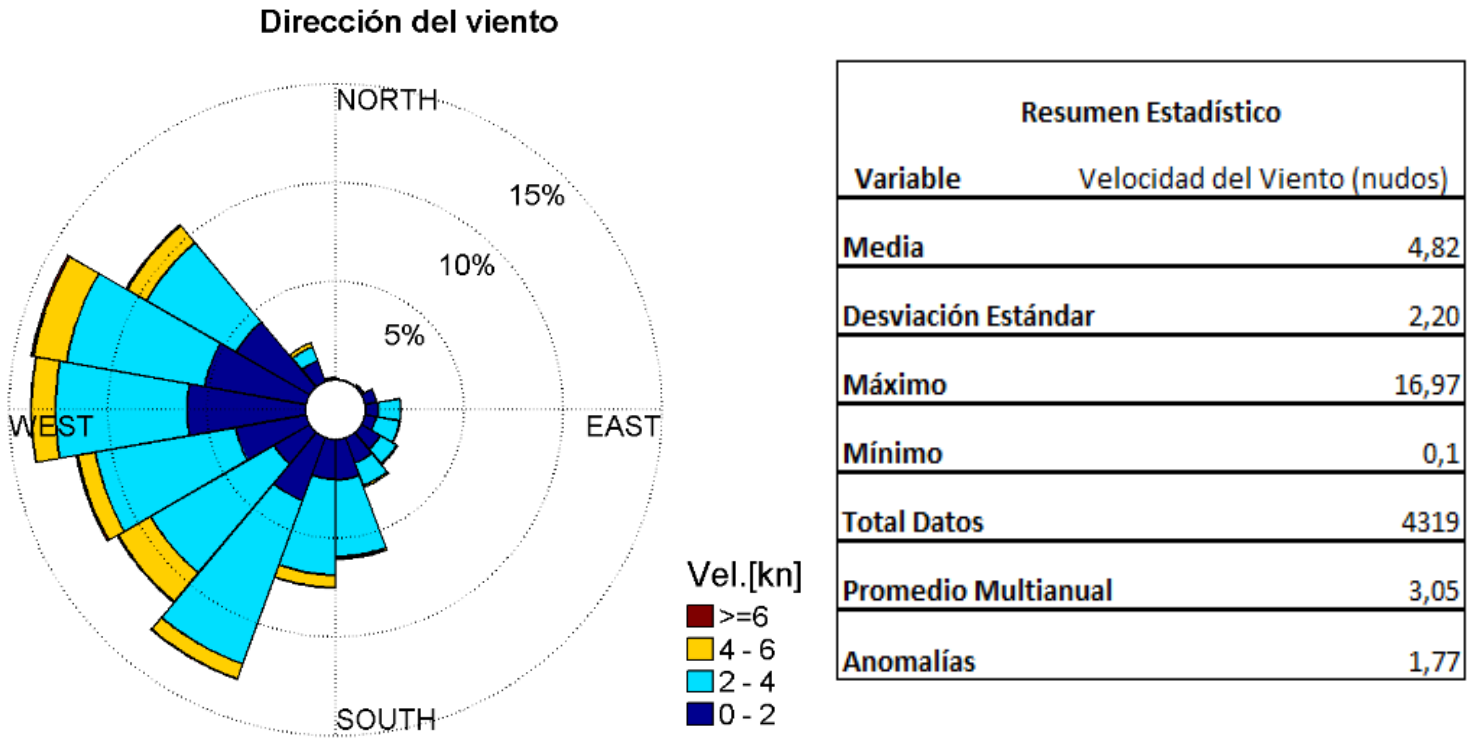 Dirección del viento
NORTH
15%
10%
5%
WEST
EAST
SOUTH
Vel.[kn]
>=6
4 - 6
2 - 4
0 - 2
Resumen Estadístico
Variable Velocidad del Viento (nudos)
Media 4,82
Desviación Estándar 2,20
Máximo 16,97
Mínimo 0,1
Total Datos 4319
Promedio Multianual 3,05
Anomalías 1,77